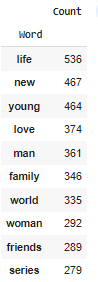 Count
Word
life 536
new 467
young 464
love 374
man 361
family 346
world 335
woman 292
friends 289
series 279